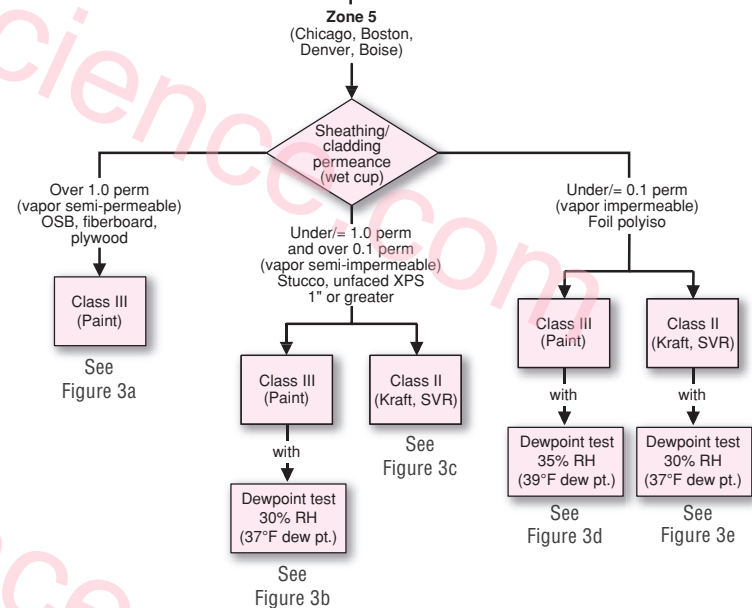 Zone 5
(Chicago, Boston,
Denver, Boise)
Sheathing/
cladding
permeance
(wet cup)
Over 1.0 perm
(vapor semi-permeable)
OSB, fiberboard,
plywood
Class III
(Paint)
See
Figure 3a
Under/= 1.0 perm
and over 0.1 perm
(vapor semi-impermeable)
Stucco, unfaced XPS
1" or greater
Class III
(Paint)
with
Dewpoint test
30% RH
(37°F dew pt.)
See
Figure 3b
Class II
(Kraft, SVR)
See
Figure 3c
Under/= 0.1 perm
(vapor impermeable)
Foil polyiso
Class III
(Paint)
with
Dewpoint test
35% RH
(39°F dew pt.)
See
Figure 3d
Class II
(Kraft, SVR)
with
Dewpoint test
30% RH
(37°F dew pt.)
See
Figure 3e
cience.com
nce